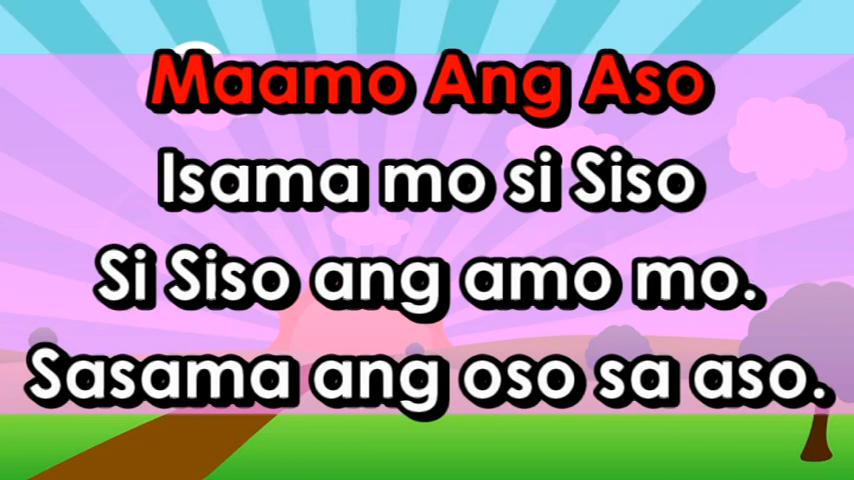 Maamo Ang Aso
Isama mo si Siso
Si Siso ang amo mo.
Sasama ang oso sa aso.